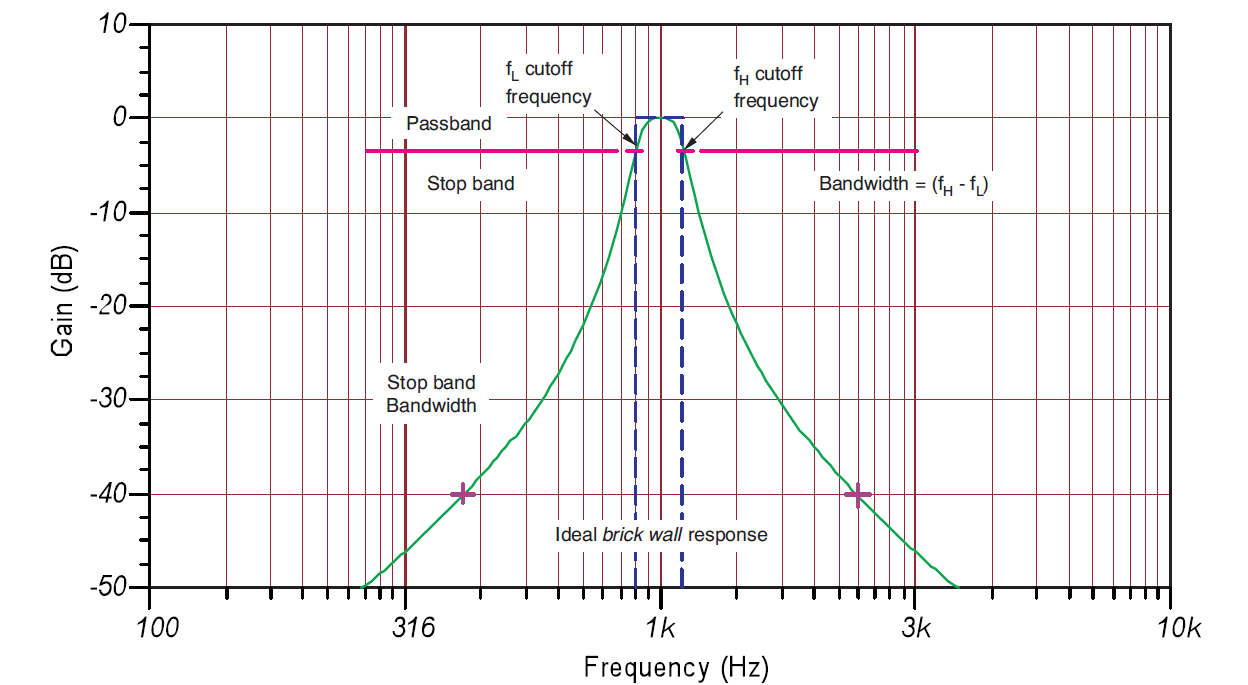 10
0
-10
-20
-30
-40
-50
Gain (dB)
fL cutoff
frequency
fH cutoff
frequency
Passband
Stop band
Bandwidth = (fH - fL)
Stop band
Bandwidth
Ideal brick wall response
100
316
1k
3k
10k
Frequency (Hz)